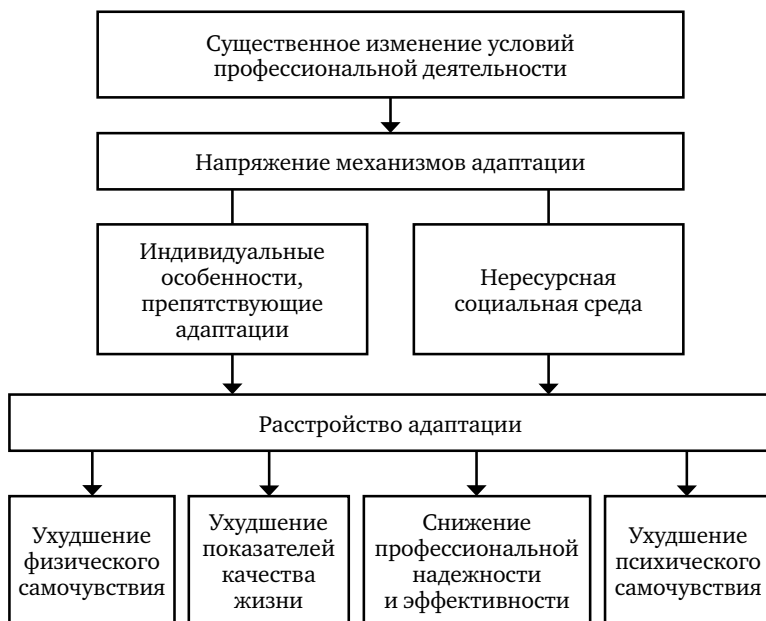 Существенное изменение условий
профессиональной деятельности
Напряжение механизмов адаптации
Индивидуальные
особенности,
препятствующие
адаптации
Нересурсная
социальная среда
Расстройство адаптации
Ухудшение
физического
самочувствия
Ухудшение
показателей
качества
жизни
Снижение
профессиональной
надежности
и эффективности
Ухудшение
психического
самочувствия